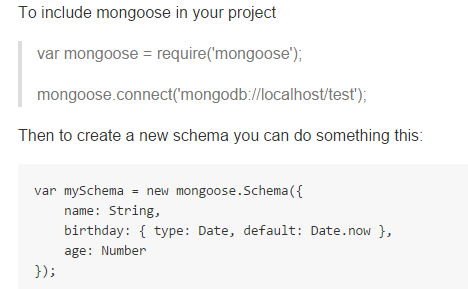 To include mongoose in your project
var mongoose = require('mongoose');
mongoose.connect('mongodb://localhost/test');
Then to create a new schema you can do something this:
var mySchema = new mongoose.Schema({
    name: String,
    birthday: { type: Date, default: Date.now },
    age: Number
});